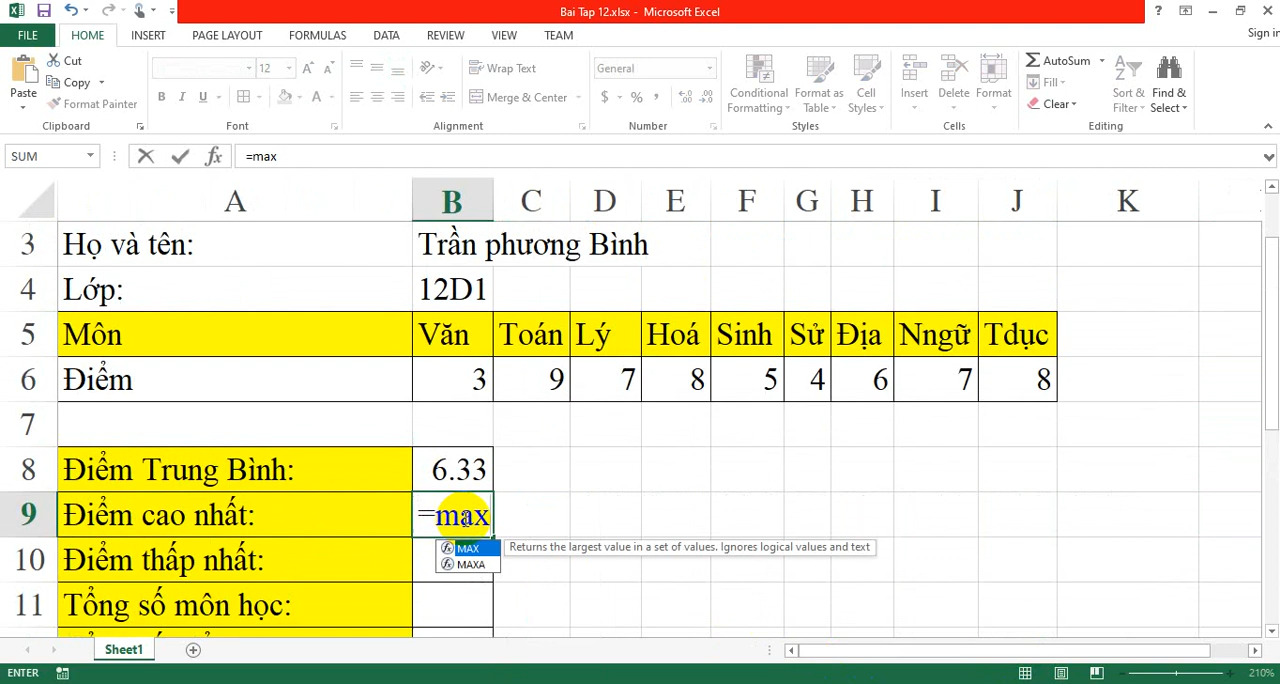 Bai Tap 12.xlsx - Microsoft Excel
?
FILE HOME INSERT PAGE LAYOUT FORMULAS DATA REVIEW VIEW TEAM Sign in
Paste
Cut
Copy
Format Painter
12
Wrap Text
Merge & Center
General
Conditional Formatting
Format as Table
Cell Styles
Insert
Delete
Format
AutoSum
Fill
Clear
Sort & Filter
Find & Select
Clipboard Font Alignment Number Styles Cells Editing
SUM =max
A B C D E F G H I J K
3 Họ và tên: Trần phương Bình
4 Lớp: 12D1
5 Môn Văn Toán Lý Hoá Sinh Sử Địa Nngữ Tdục
6 Điểm 3 9 7 8 5 4 6 7 8
7
8 Điểm Trung Bình: 6.33
9 Điểm cao nhất: =max
MAX Returns the largest value in a set of values. Ignores logical values and text
MAXA
10 Điểm thấp nhất:
11 Tổng số môn học:
Sheet1
ENTER 210%